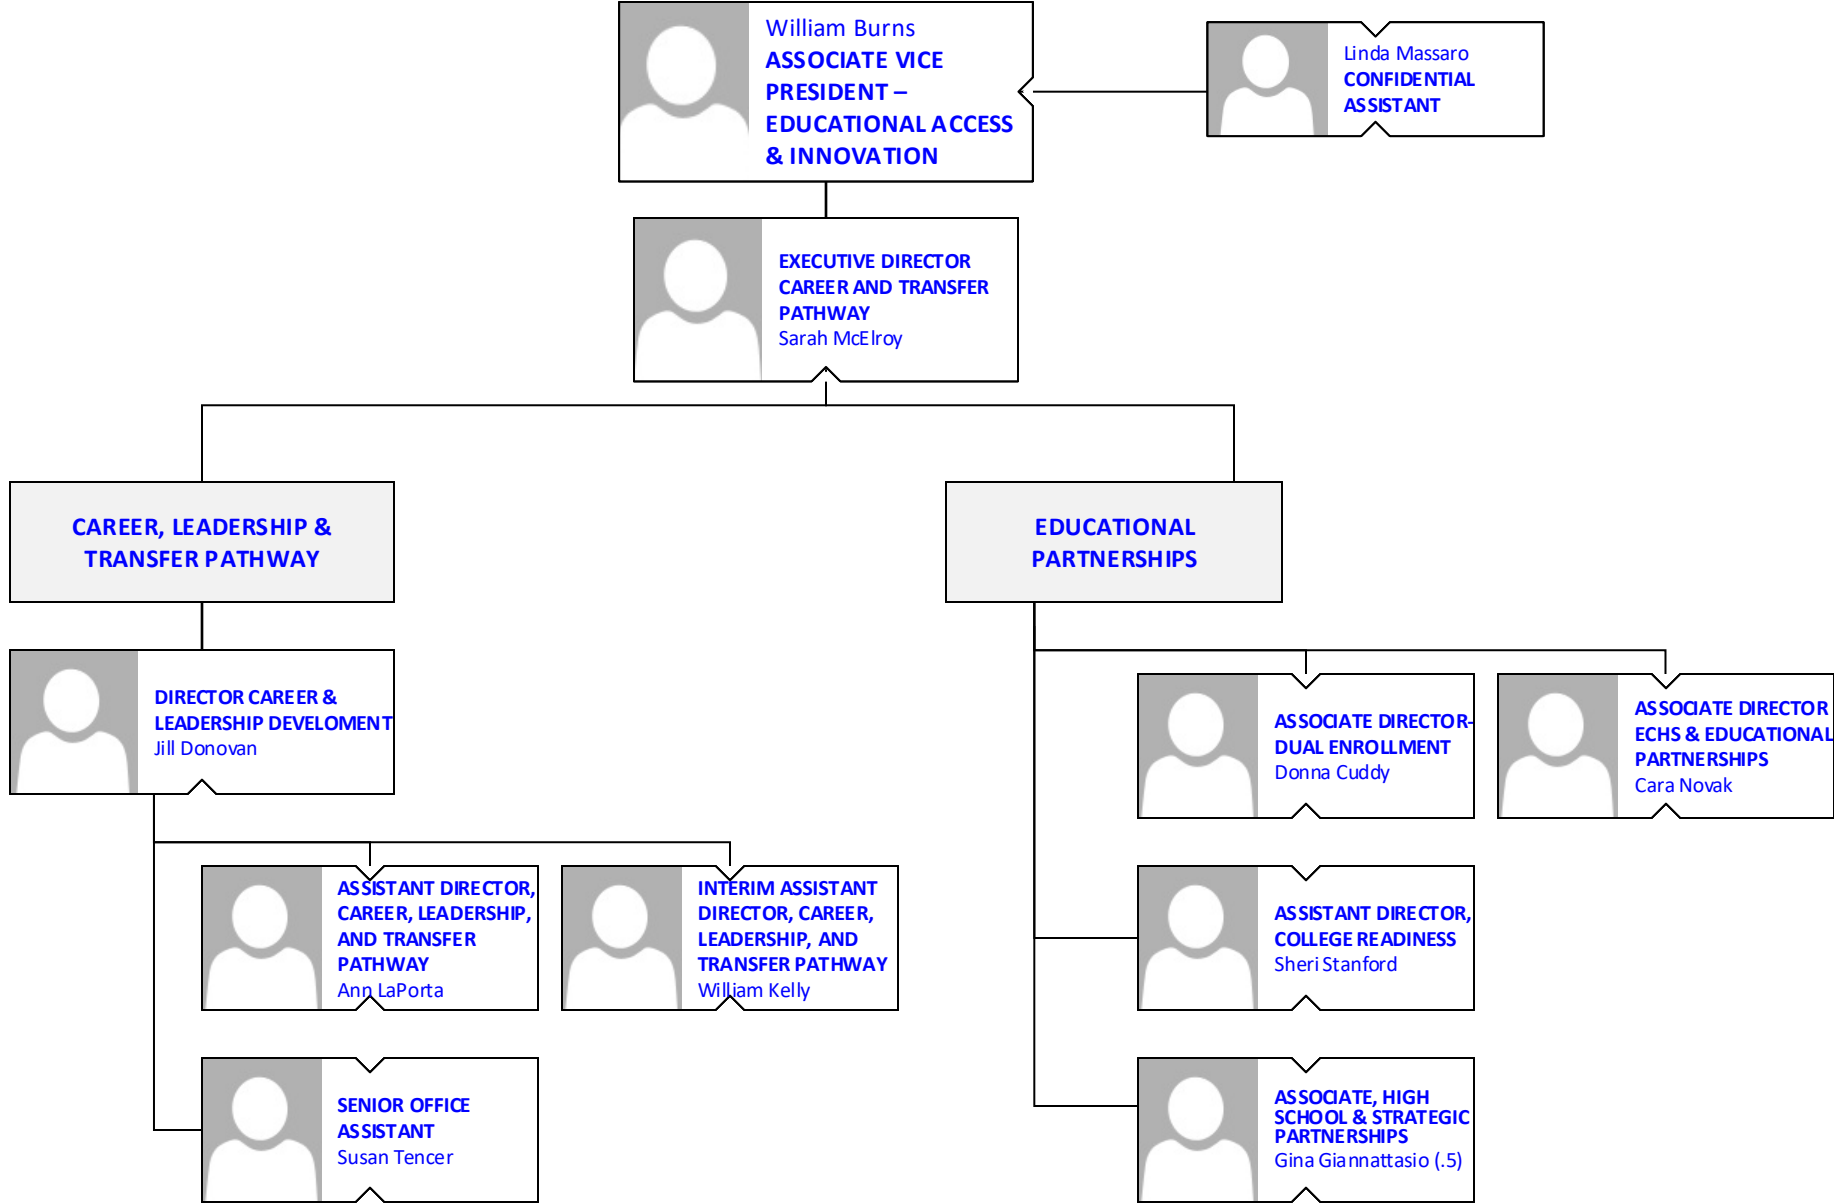 William Burns
ASSOCIATE VICE
PRESIDENT –
EDUCATIONAL ACCESS
& INNOVATION
Linda Massaro
CONFIDENTIAL
ASSISTANT
EXECUTIVE DIRECTOR
CAREER AND TRANSFER
PATHWAY
Sarah McElroy
CAREER, LEADERSHIP &
TRANSFER PATHWAY
EDUCATIONAL
PARTNERSHIPS
DIRECTOR CAREER &
LEADERSHIP DEVELOMENT
Jill Donovan
ASSOCIATE DIRECTOR-
DUAL ENROLLMENT
Donna Cuddy
ASSOCIATE DIRECTOR
ECHS & EDUCATIONAL
PARTNERSHIPS
Cara Novak
ASSISTANT DIRECTOR,
CAREER, LEADERSHIP,
AND TRANSFER
PATHWAY
Ann LaPorta
INTERIM ASSISTANT
DIRECTOR, CAREER,
LEADERSHIP, AND
TRANSFER PATHWAY
William Kelly
ASSISTANT DIRECTOR,
COLLEGE READINESS
Sheri Stanford
SENIOR OFFICE
ASSISTANT
Susan Tencer
ASSOCIATE, HIGH
SCHOOL & STRATEGIC
PARTNERSHIPS
Gina Giannattasio (.5)